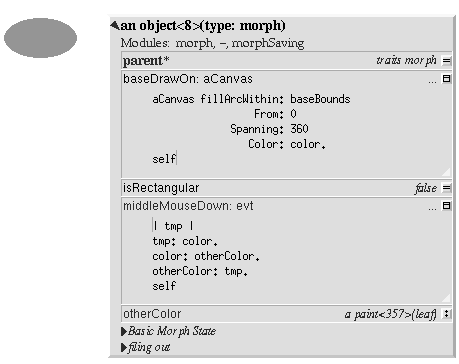 an object<8>(type: morph)
Modules: morph, -, morphSaving
parent* traits morph =
baseDrawOn: aCanvas ...
aCanvas fillArcWithin: baseBounds
From: 0
Spanning: 360
Color: color.
self
isRectangular false =
middleMouseDown: evt ...
| tmp |
tmp: color.
color: otherColor.
otherColor: tmp.
self
otherColor a paint<357>(leaf) :
Basic Morph State
filing out